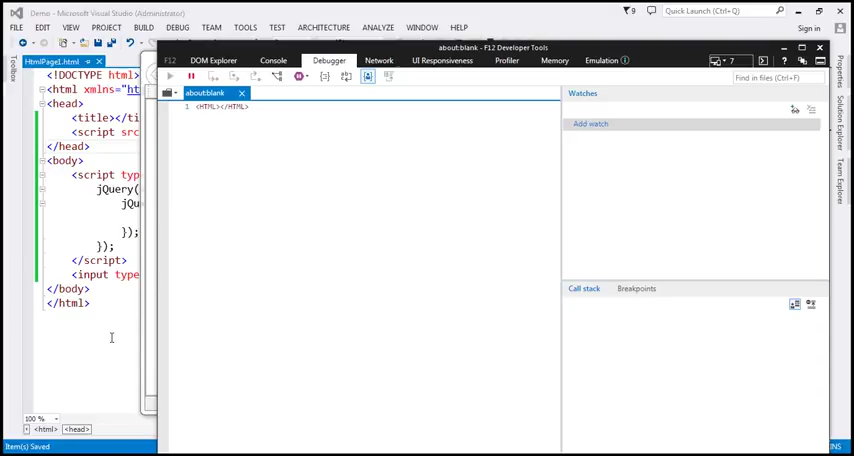 Demo - Microsoft Visual Studio (Administrator)
9
Quick Launch (Ctrl+Q)
FILE EDIT VIEW PROJECT BUILD DEBUG TEAM TOOLS TEST ARCHITECTURE ANALYZE WINDOW HELP
Sign in
about:blank - F12 Developer Tools
F12 DOM Explorer Console Debugger Network UI Responsiveness Profiler Memory Emulation
7
Find in files (Ctrl+F)
Toolbox
HtmlPage1.html
<!DOCTYPE html>
<html xmlns="ht
<head>
<title></ti
<script src
</head>
<body>
<script typ
jQuery(
jQu
});
});
</script>
<input type
</body>
</html>
100 %
<html> <head>
Item(s) Saved
about:blank
1 <HTML></HTML>
Watches
Add watch
Call stack Breakpoints
Properties
Solution Explorer
Team Explorer
INS